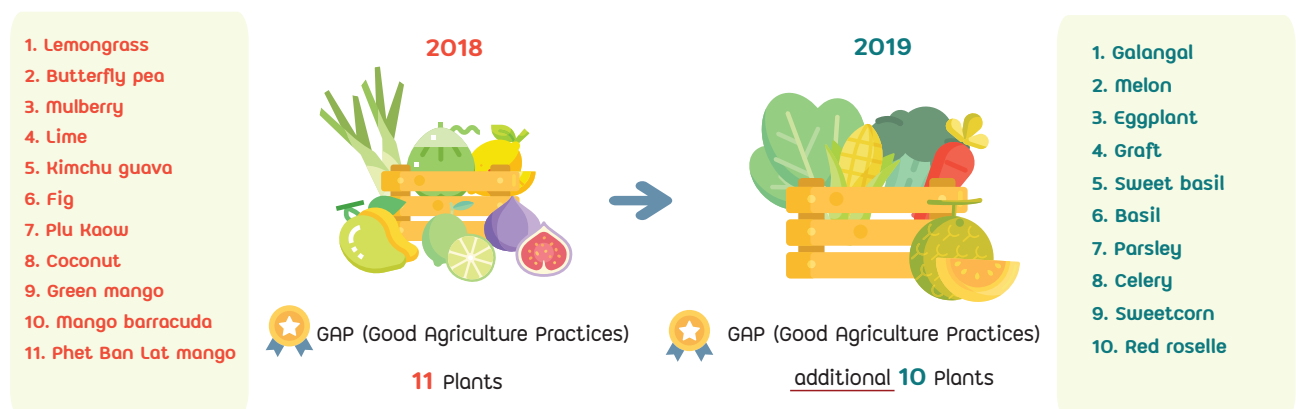 1. Lemongrass
2. Butterfly pea
3. Mulberry
4. Lime
5. Kimchu guava
6. Fig
7. Plu Kaow
8. Coconut
9. Green mango
10. Mango barracuda
11. Phet Ban Lat mango
2018
GAP (Good Agriculture Practices)
11 Plants
2019
GAP (Good Agriculture Practices)
additional 10 Plants
1. Galangal
2. Melon
3. Eggplant
4. Graft
5. Sweet basil
6. Basil
7. Parsley
8. Celery
9. Sweetcorn
10. Red roselle